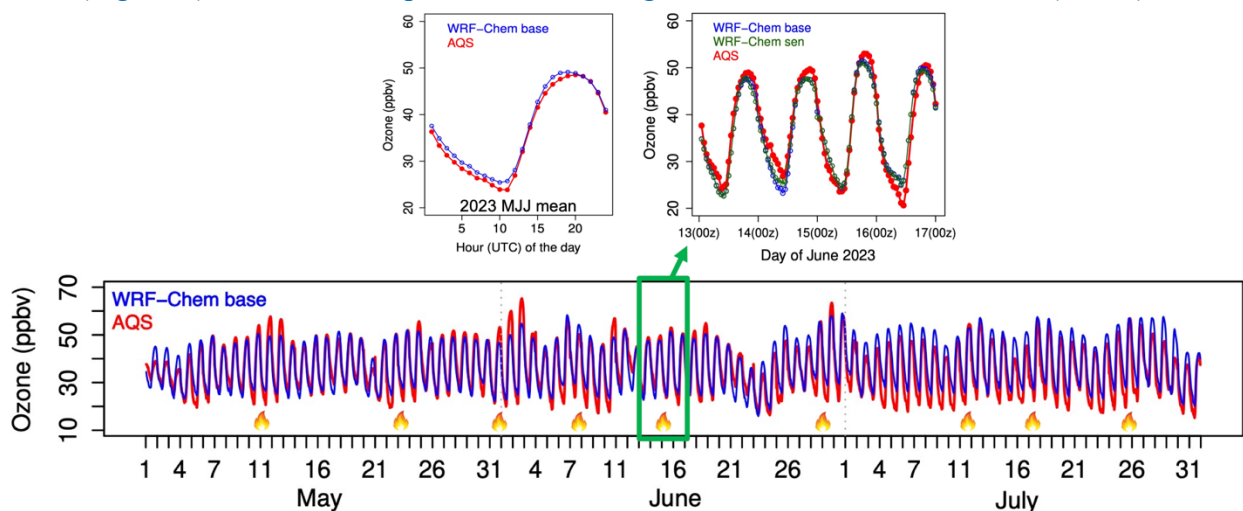 WRF-Chem base
AQS
Ozone (ppbv)
60
50
40
30
20
2023 MJJ mean
5 10 15 20
Hour (UTC) of the day
WRF-Chem base
WRF-Chem sen
AQS
Ozone (ppbv)
60
50
40
30
20
13(00z) 14(00z) 15(00z) 16(00z) 17(00z)
Day of June 2023
WRF-Chem base
AQS
Ozone (ppbv)
70
50
30
10
1 4 7 11 16 21 26 31 3 7 11 16 21 26 1 4 7 11 16 21 26 31
May June July